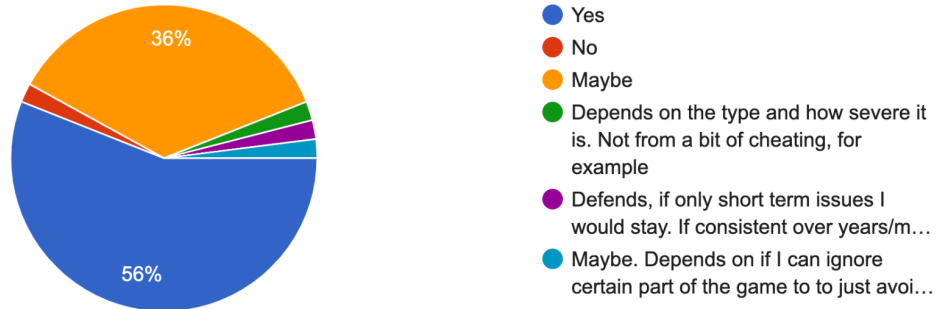 36%
56%
Yes
No
Maybe
Depends on the type and how severe it
is. Not from a bit of cheating, for
example
Defends, if only short term issues I
would stay. If consistent over years/m…
Maybe. Depends on if I can ignore
certain part of the game to to just avoi…